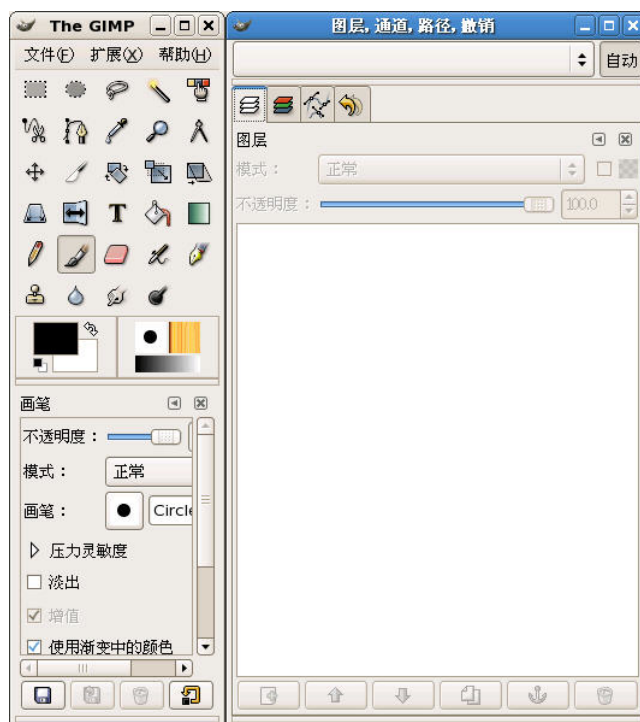 The GIMP
文件(F) 扩展(X) 帮助(H)
画笔
不透明度：
模式： 正常
画笔： Circle
压力灵敏度
淡出
增值
使用渐变中的颜色
图层, 通道, 路径, 撤销
自动
图层
模式： 正常
不透明度： 100.0